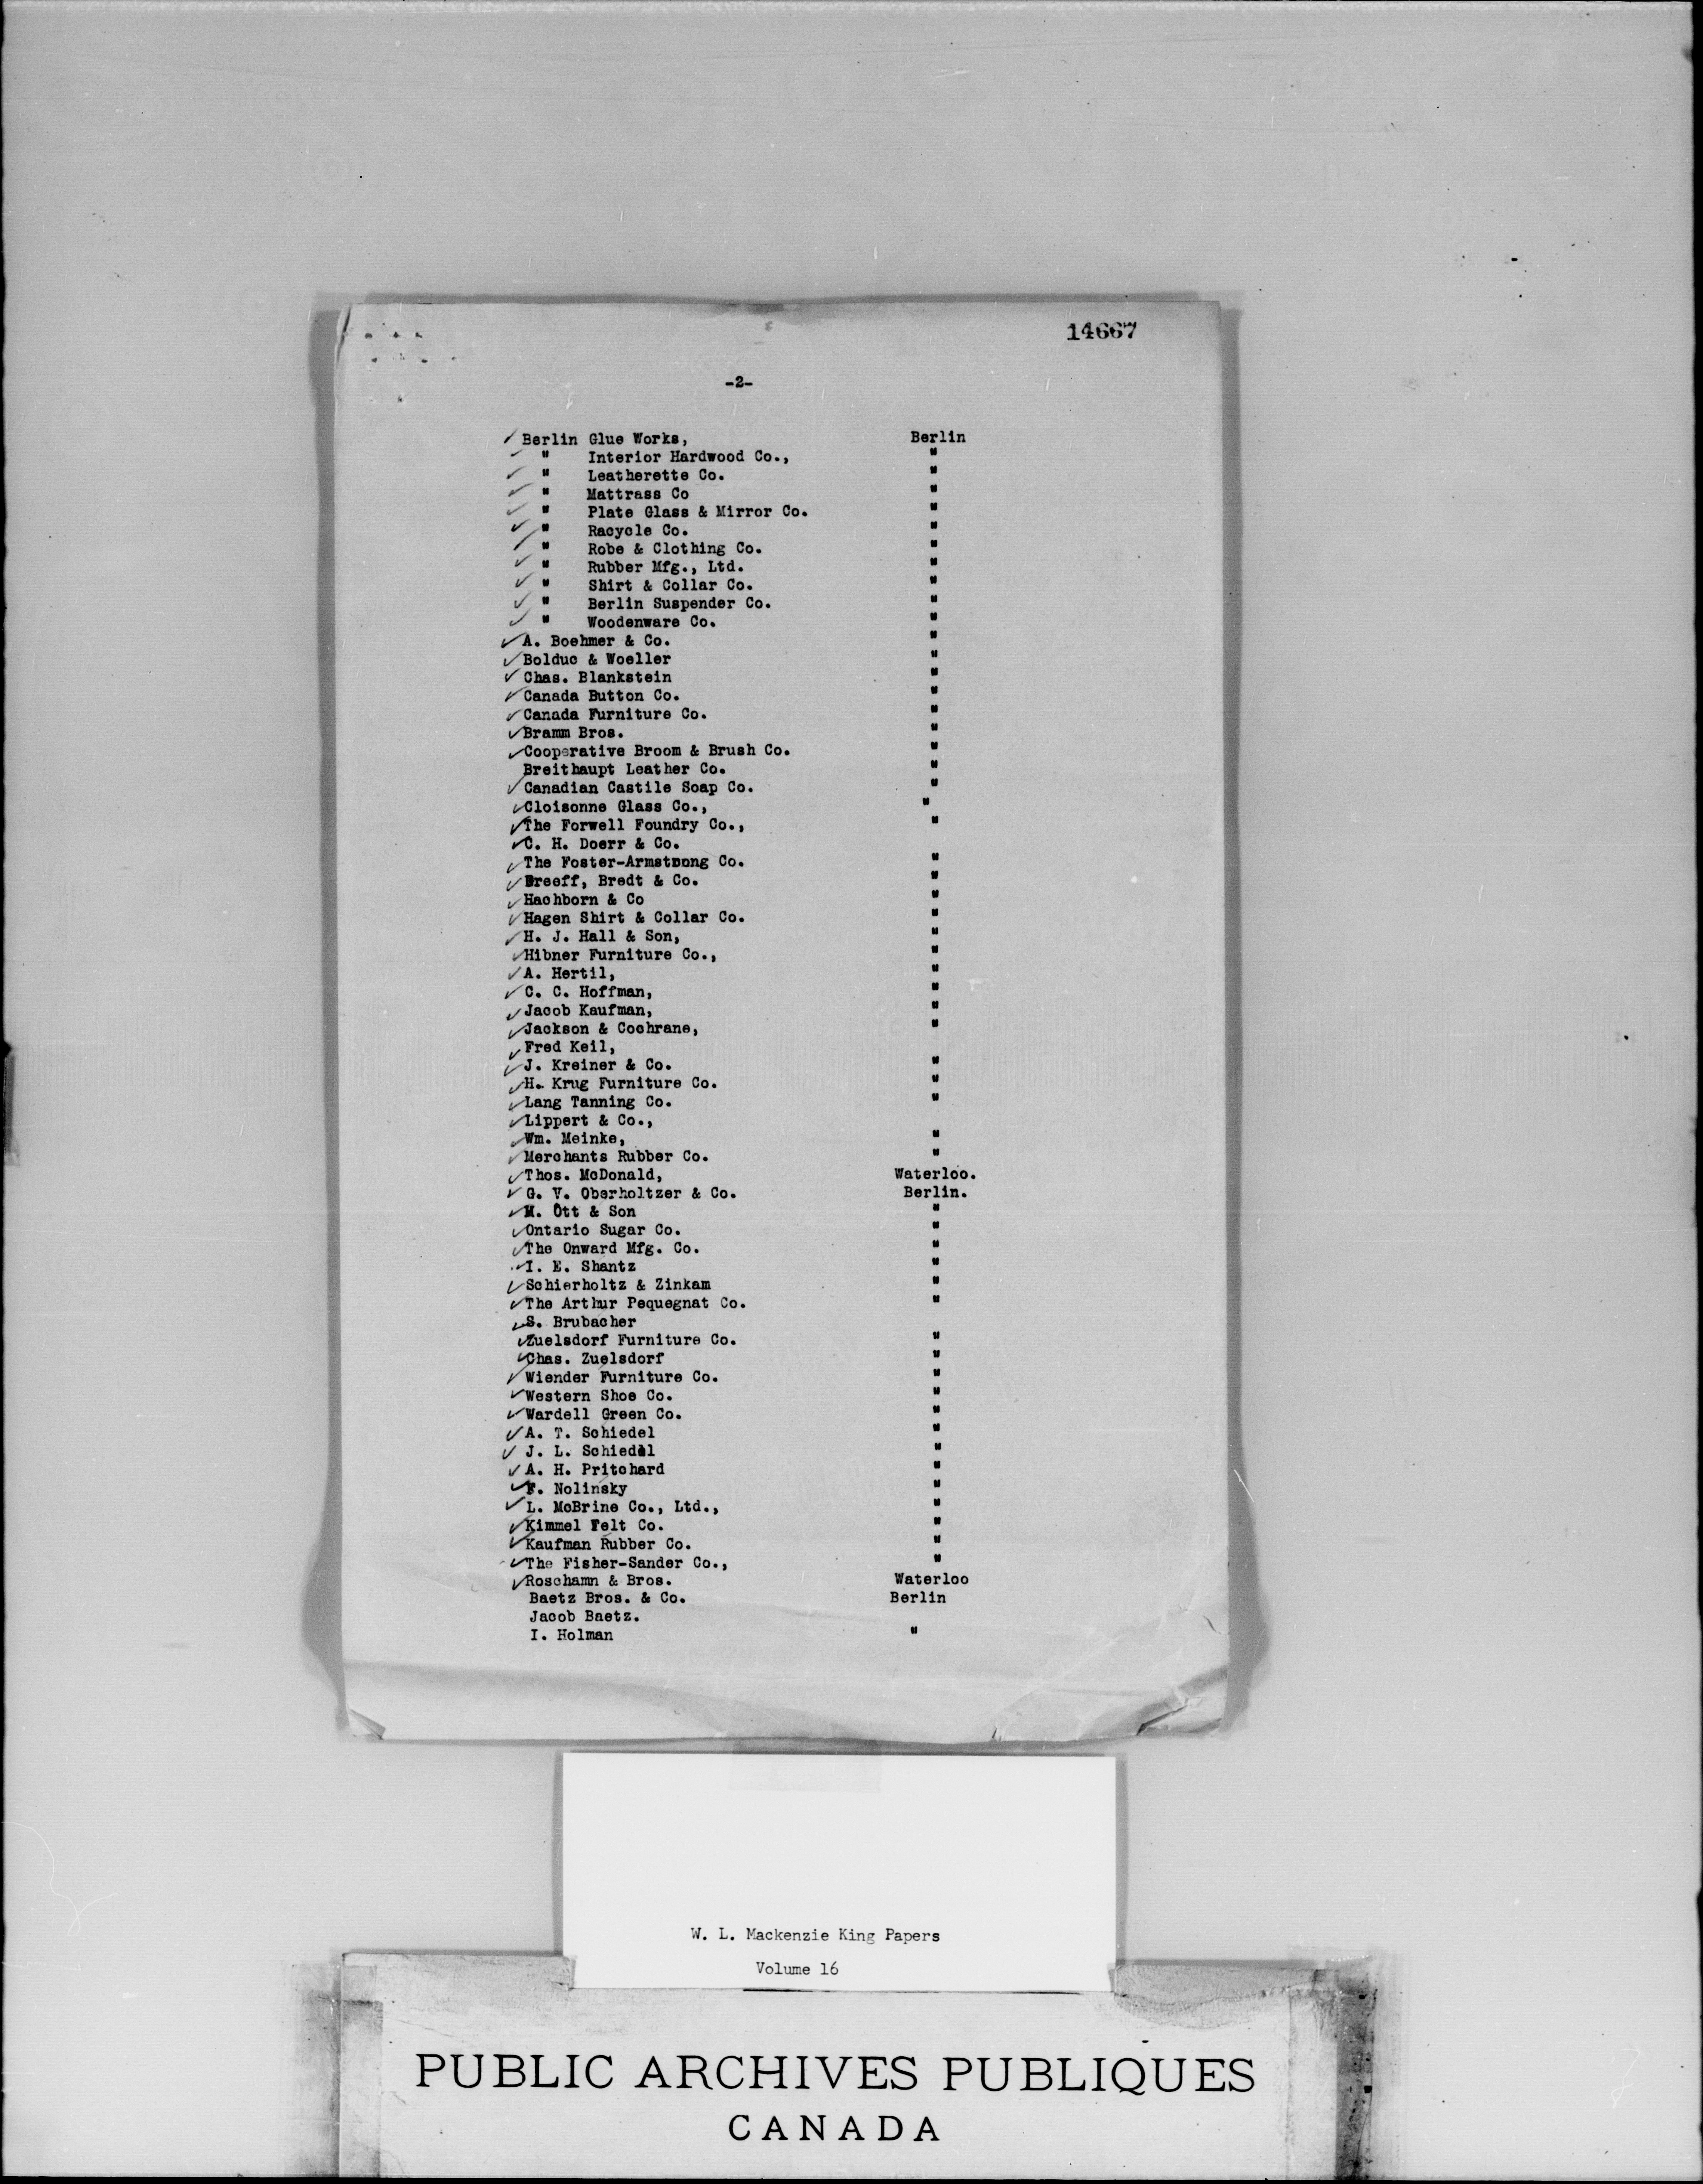 14667
-2-
Berlin Glue Works, Berlin
" Interior Hardwood Co., "
" Leatherette Co. "
" Mattrass Co "
" Plate Glass & Mirror Co. "
" Racycle Co. "
" Robe & Clothing Co. "
" Rubber Mfg., Ltd. "
" Shirt & Collar Co. "
" Berlin Suspender Co. "
" Woodenware Co. "
A. Boehmer & Co. "
Bolduc & Woeller "
Chas. Blankstein "
Canada Button Co. "
Canada Furniture Co. "
Bramm Bros. "
Cooperative Broom & Brush Co. "
Breithaupt Leather Co. "
Canadian Castile Soap Co. "
Cloisonne Glass Co., "
The Forwell Foundry Co., "
C. H. Doerr & Co.
The Foster-Armstnong Co. "
Breeff, Bredt & Co. "
Hachborn & Co "
Hagen Shirt & Collar Co. "
H. J. Hall & Son, "
Hibner Furniture Co., "
A. Hertil, "
C. C. Hoffman, "
Jacob Kaufman, "
Jackson & Cochrane, "
Fred Keil,
J. Kreiner & Co. "
H. Krug Furniture Co. "
Lang Tanning Co. "
Lippert & Co.,
Wm. Meinke, "
Merchants Rubber Co. "
Thos. McDonald, Waterloo.
G. V. Oberholtzer & Co. Berlin.
M. Ott & Son "
Ontario Sugar Co. "
The Onward Mfg. Co. "
I. E. Shantz "
Schierholtz & Zinkam "
The Arthur Pequegnat Co. "
S. Brubacher
Zuelsdorf Furniture Co. "
Chas. Zuelsdorf "
Wiender Furniture Co. "
Western Shoe Co. "
Wardell Green Co. "
A. T. Schiedel "
J. L. Schiedel "
A. H. Pritchard "
F. Nolinsky "
L. McBrine Co., Ltd., "
Kimmel Felt Co. "
Kaufman Rubber Co. "
The Fisher-Sander Co., "
Roschamn & Bros. Waterloo
Baetz Bros. & Co. Berlin
Jacob Baetz.
I. Holman "
W. L. Mackenzie King Papers
Volume 16
PUBLIC ARCHIVES PUBLIQUES
CANADA